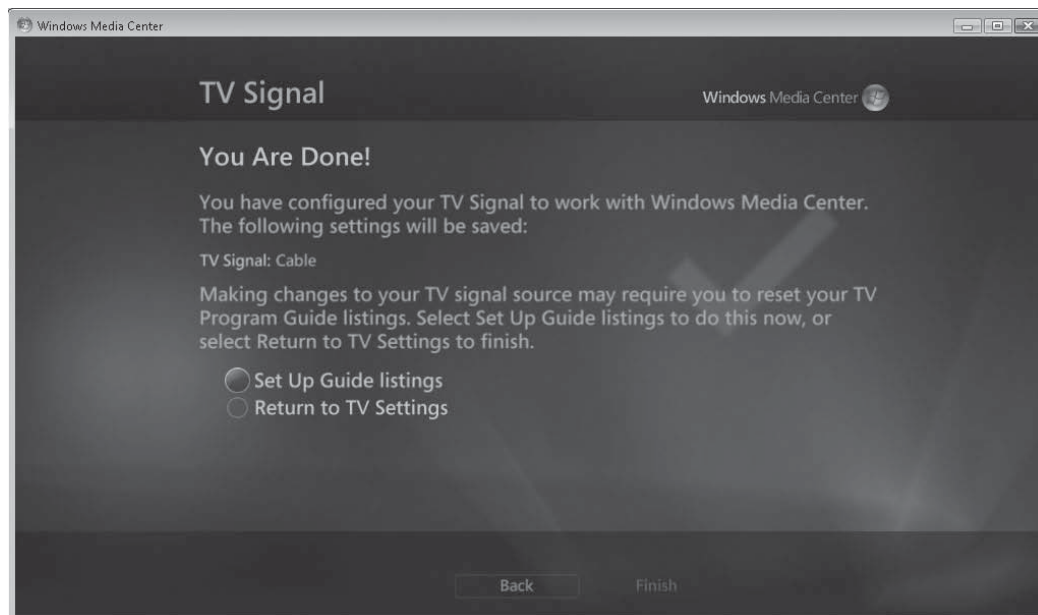 Windows Media Center
TV Signal
Windows Media Center
You Are Done!
You have configured your TV Signal to work with Windows Media Center.
The following settings will be saved:
TV Signal: Cable
Making changes to your TV signal source may require you to reset your TV
Program Guide listings. Select Set Up Guide listings to do this now, or
select Return to TV Settings to finish.
Set Up Guide listings
Return to TV Settings
Back Finish